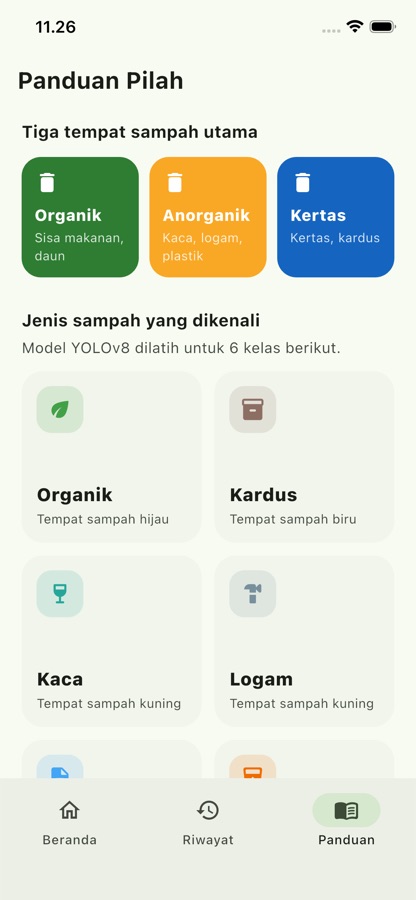 11.26
Panduan Pilah
Tiga tempat sampah utama
Organik
Sisa makanan,
daun
Anorganik
Kaca, logam,
plastik
Kertas
Kertas, kardus
Jenis sampah yang dikenali
Model YOLOv8 dilatih untuk 6 kelas berikut.
Organik
Tempat sampah hijau
Kardus
Tempat sampah biru
Kaca
Tempat sampah kuning
Logam
Tempat sampah kuning
Beranda
Riwayat
Panduan